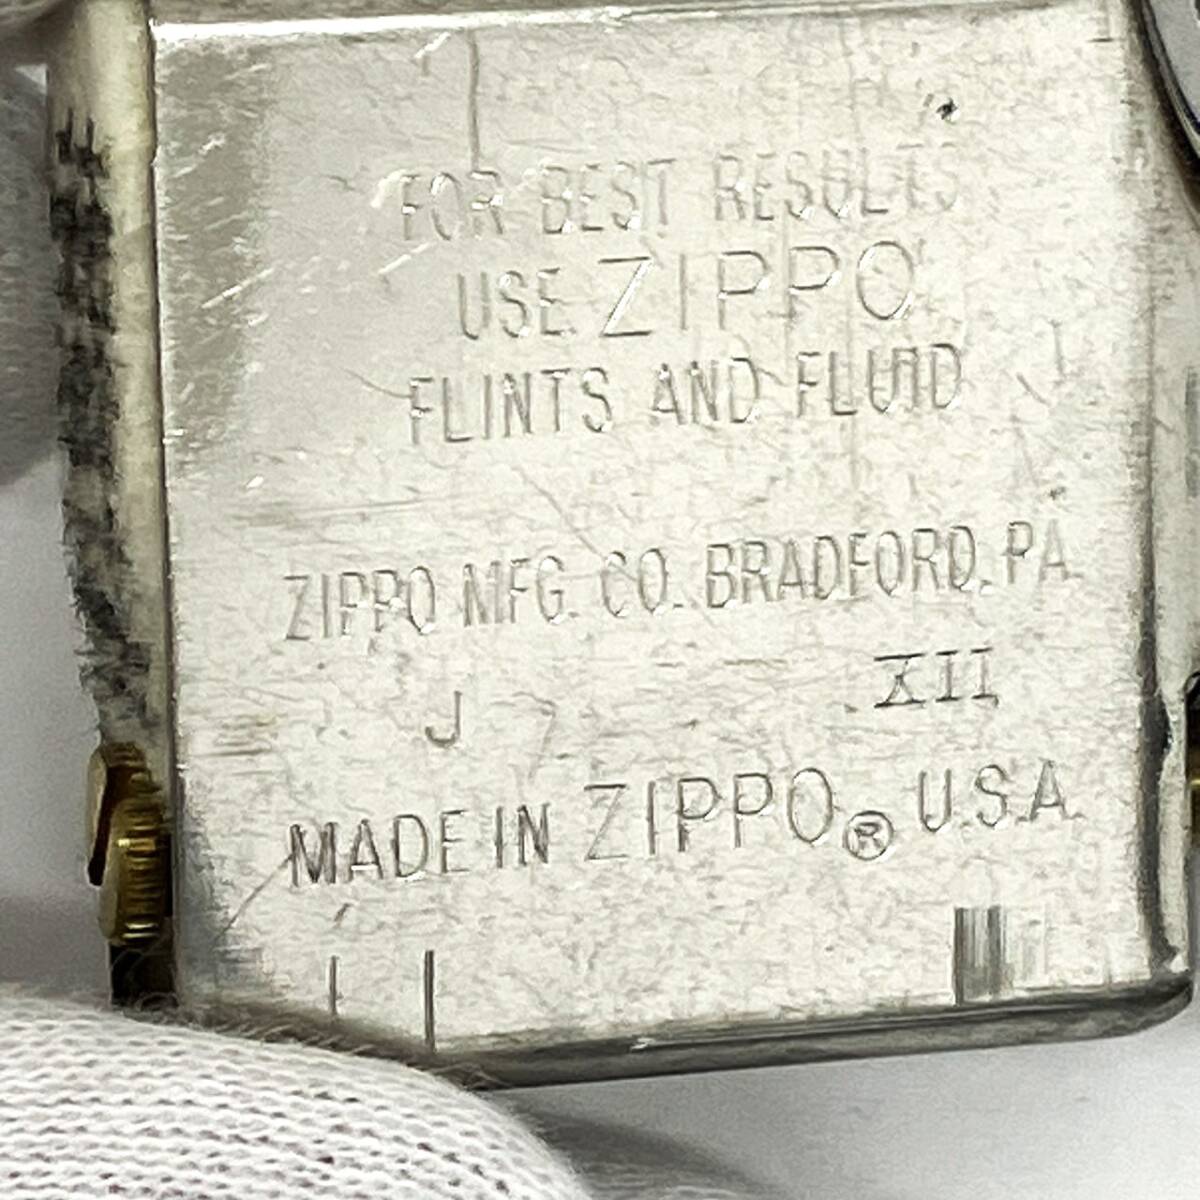 FOR BEST RESULTS
USE ZIPPO
FLINTS AND FLUID
ZIPPO MFG. CO. BRADFORD, PA.
J XII
MADE IN ZIPPO® U.S.A.